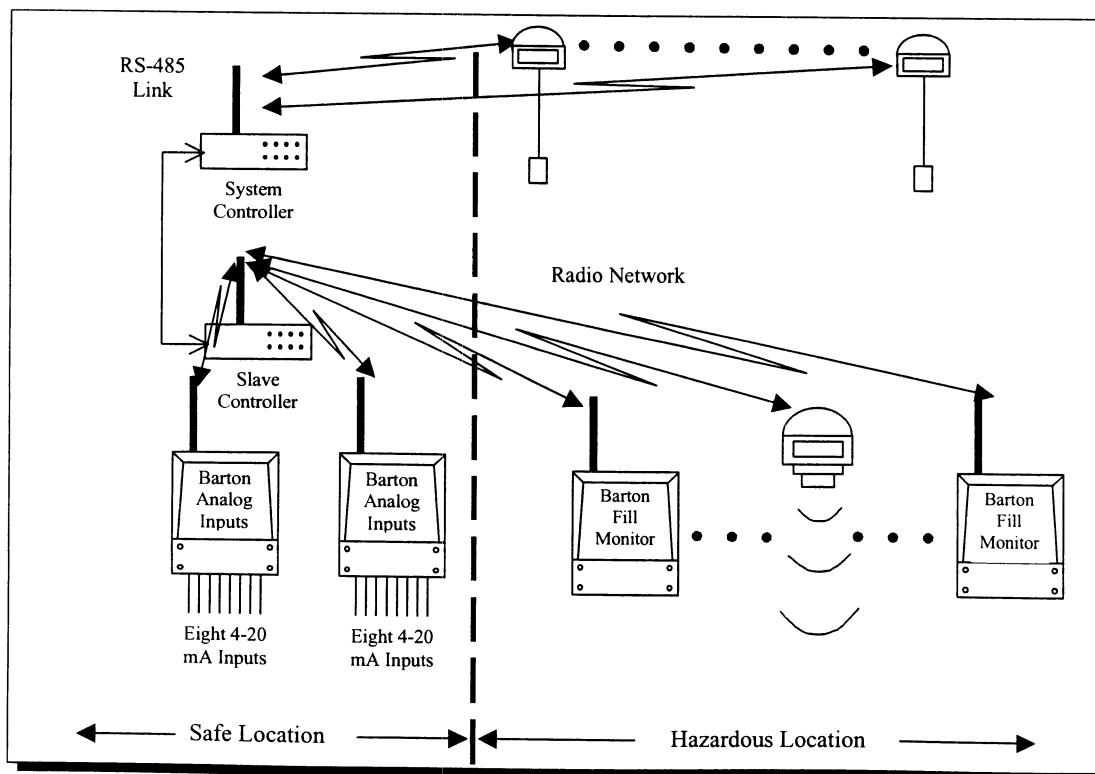 RS-485
Link
System
Controller
Radio Network
Slave
Controller
Barton
Analog
Inputs
Barton
Analog
Inputs
Barton
Fill
Monitor
Barton
Fill
Monitor
Eight 4-20
mA Inputs
Eight 4-20
mA Inputs
Safe Location
Hazardous Location